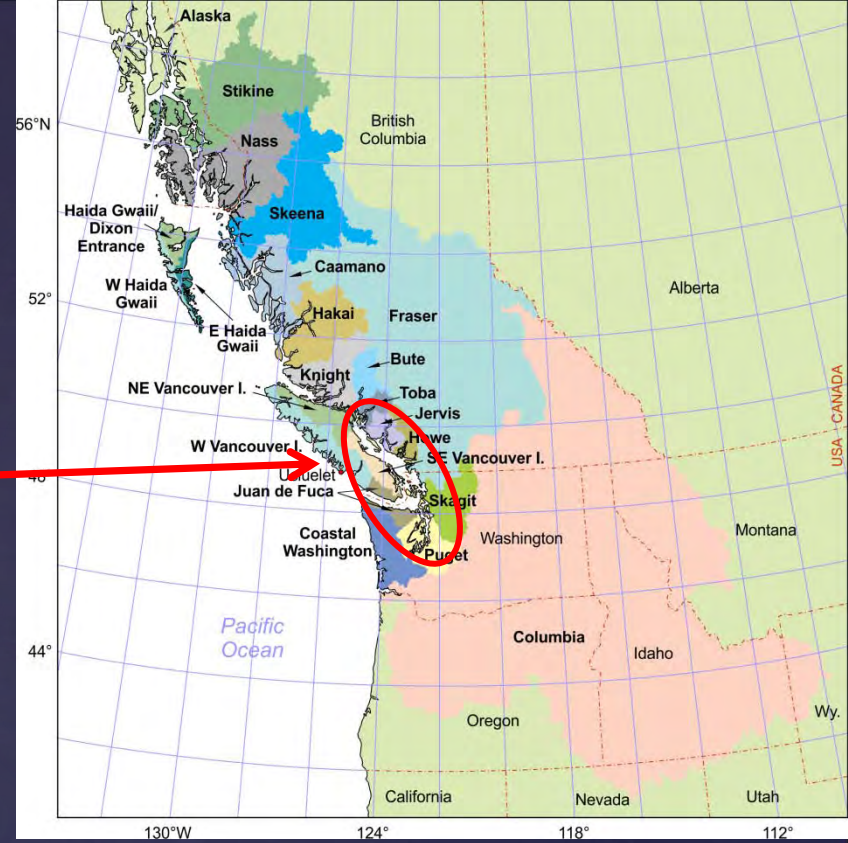 Alaska
Stikine
56°N
British
Columbia
Nass
Haida Gwaii/
Dixon
Entrance
Skeena
Caamano
W Haida
Gwaii
52°
Alberta
Hakai
Fraser
E Haida
Gwaii
Bute
Knight
NE Vancouver I.
Toba
Jervis
USA CANADA
Howe
W Vancouver I.
SE Vancouver I.
Ucluelet
48°
Juan de Fuca
Skagit
Coastal
Washington
Washington
Montana
Puget
Pacific
Ocean
Columbia
Idaho
44°
Oregon
Wy.
California
Nevada
Utah
130°W
124°
118°
112°